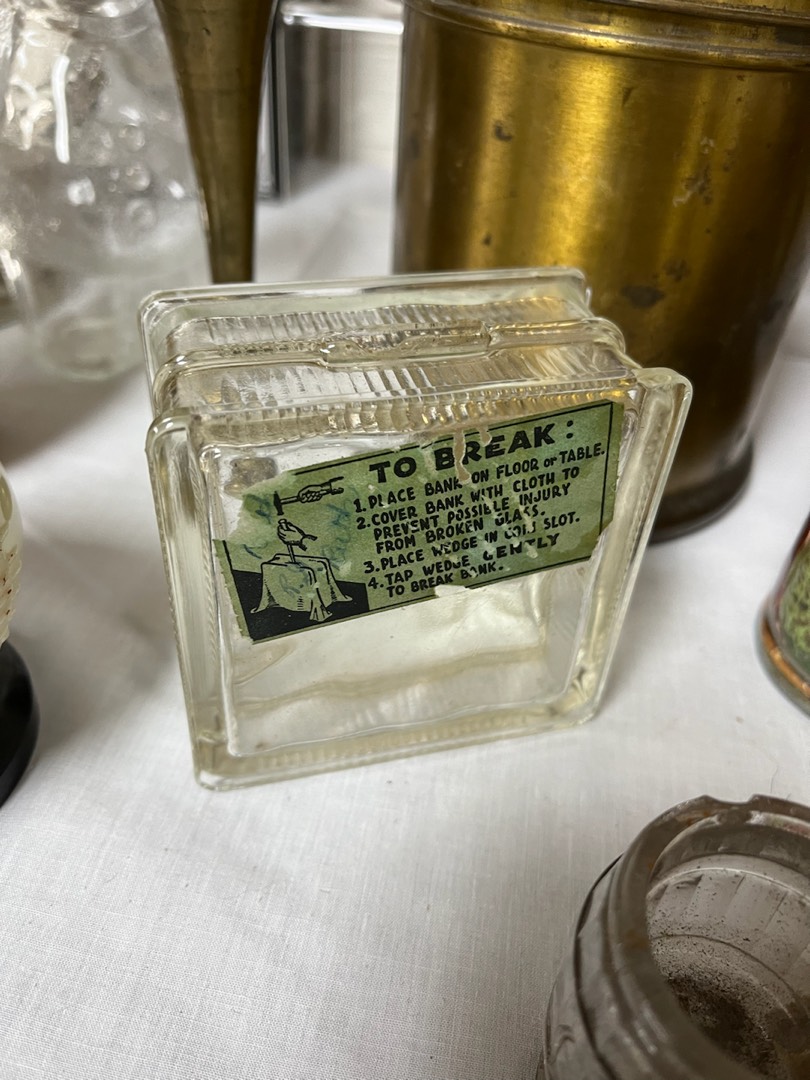 TO BREAK:
1. PLACE BANK ON FLOOR or TABLE.
2. COVER BANK WITH CLOTH TO
PREVENT POSSIBLE INJURY
FROM BROKEN GLASS.
3. PLACE WEDGE IN COIN SLOT.
4. TAP WEDGE GENTLY
TO BREAK BANK.